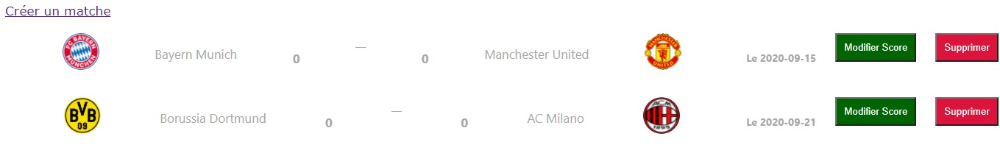 Créer un matche
FC BAYERN MÜNCHEN Bayern Munich 0 — 0 Manchester United MANCHESTER UNITED Le 2020-09-15 Modifier Score Supprimer
BVB 09 Borussia Dortmund 0 — 0 AC Milano ACM 1899 Le 2020-09-21 Modifier Score Supprimer